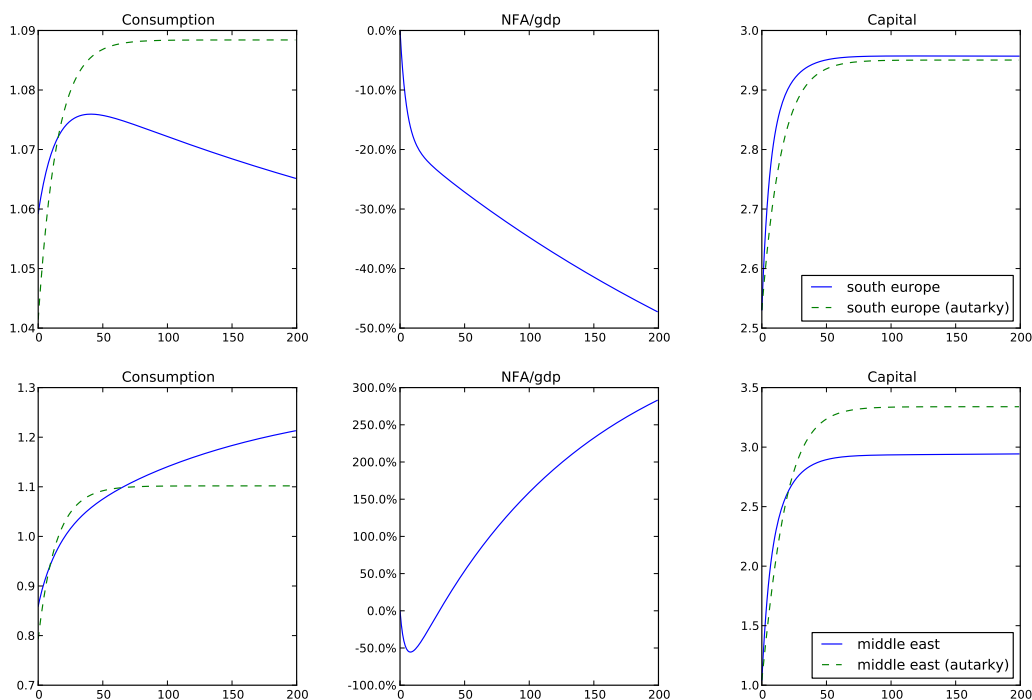 Consumption
NFA/gdp
Capital
1.09
1.08
1.07
1.06
1.05
1.04
0 50 100 150 200
0.0%
-10.0%
-20.0%
-30.0%
-40.0%
-50.0%
0 50 100 150 200
3.0
2.9
2.8
2.7
2.6
2.5
south europe
south europe (autarky)
0 50 100 150 200
Consumption
NFA/gdp
Capital
1.3
1.2
1.1
1.0
0.9
0.8
0.7
0 50 100 150 200
300.0%
250.0%
200.0%
150.0%
100.0%
50.0%
0.0%
-50.0%
-100.0%
0 50 100 150 200
3.5
3.0
2.5
2.0
1.5
1.0
middle east
middle east (autarky)
0 50 100 150 200